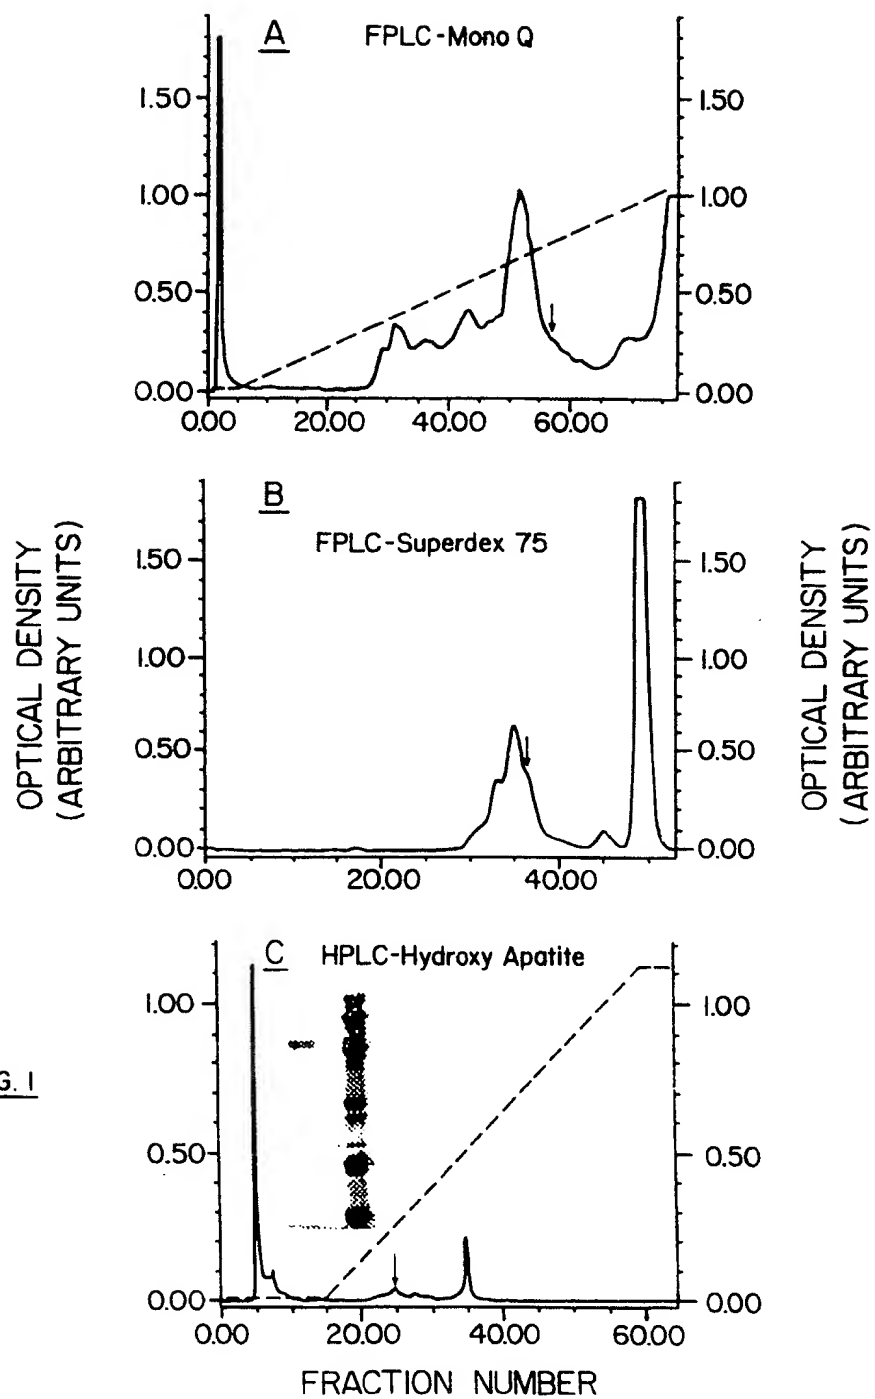 A FPLC-Mono Q
1.50 1.50
1.00 1.00
0.50 0.50
0.00 0.00
0.00 20.00 40.00 60.00
B
FPLC-Superdex 75
OPTICAL DENSITY
(ARBITRARY UNITS)
1.50 1.50
1.00 1.00
0.50 0.50
0.00 0.00
0.00 20.00 40.00
OPTICAL DENSITY
(ARBITRARY UNITS)
C HPLC-Hydroxy Apatite
1.00 1.00
G. 1
0.50 0.50
0.00 0.00
0.00 20.00 40.00 60.00
FRACTION NUMBER